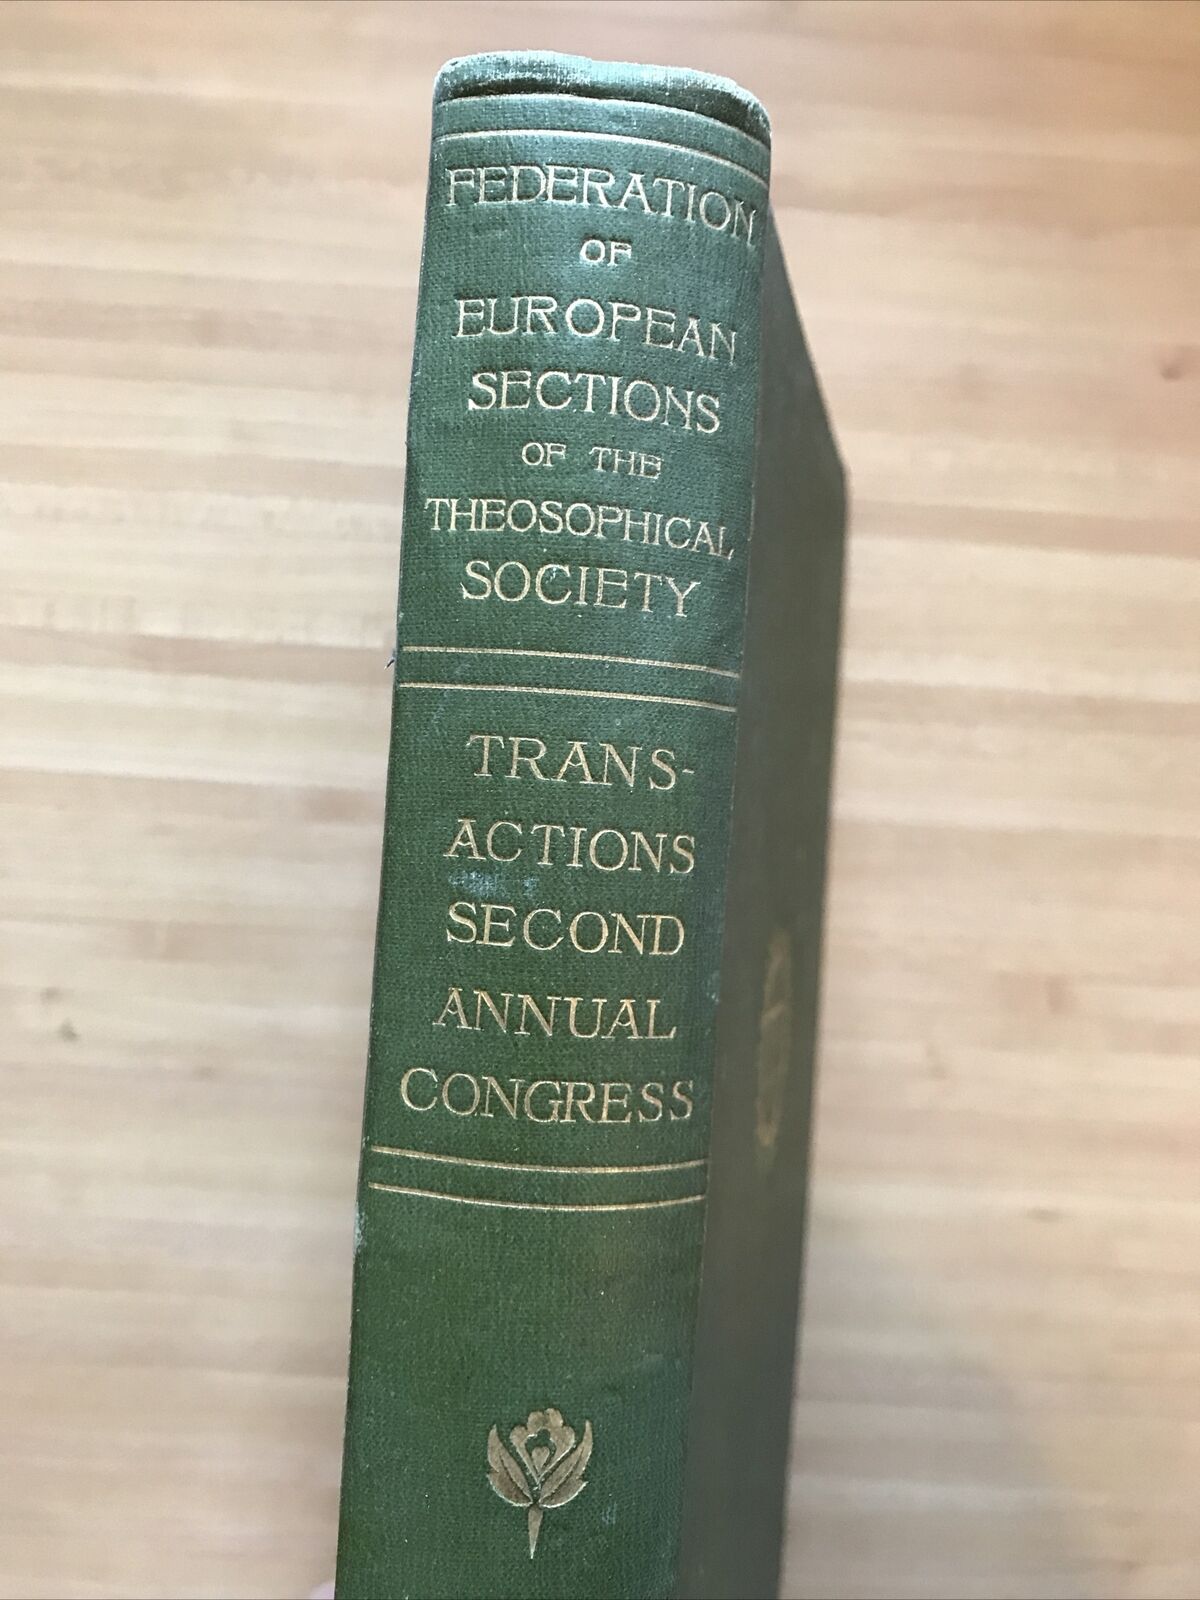 FEDERATION
OF
EUROPEAN
SECTIONS
OF THE
THEOSOPHICAL
SOCIETY
TRANS-
ACTIONS
SECOND
ANNUAL
CONGRESS